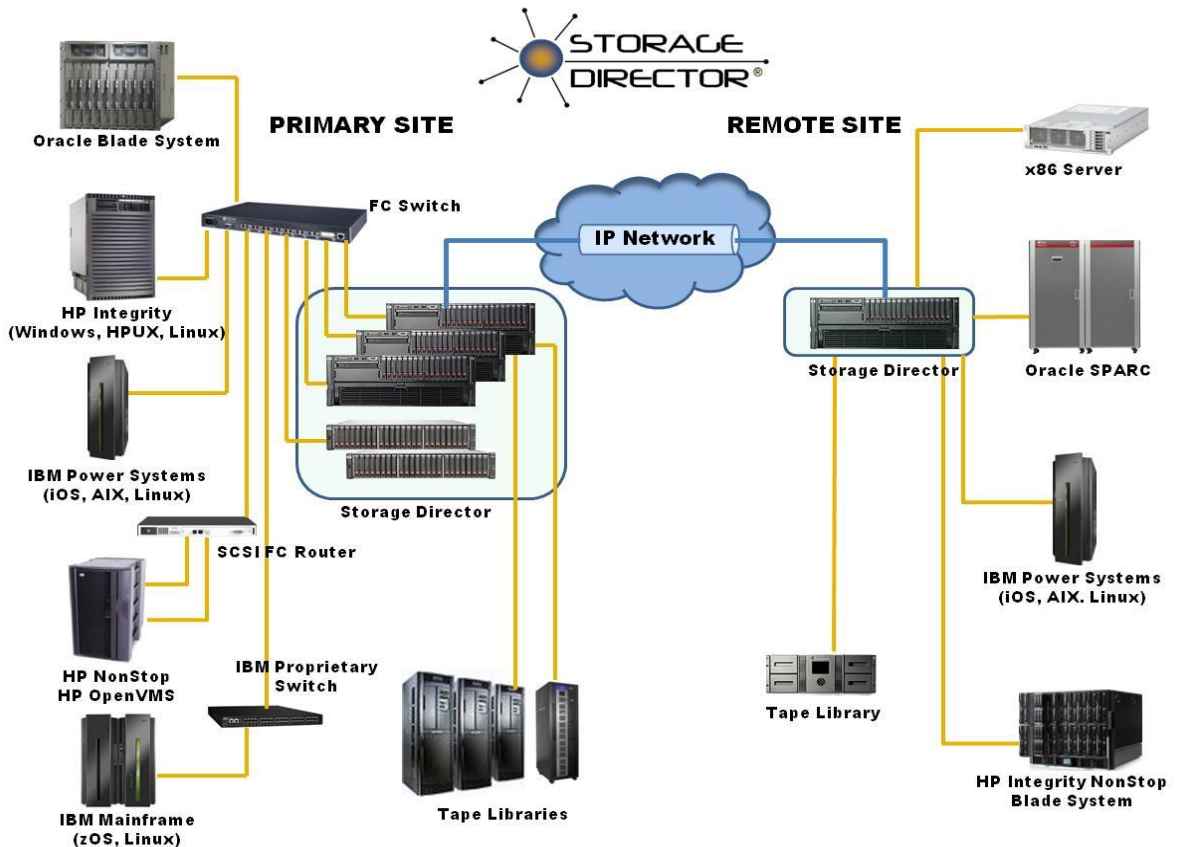 STORAGE
DIRECTOR®
PRIMARY SITE
REMOTE SITE
Oracle Blade System
x86 Server
FC Switch
IP Network
HP Integrity
(Windows, HPUX, Linux)
Storage Director
Oracle SPARC
IBM Power Systems
(iOS, AIX, Linux)
Storage Director
SCSI FC Router
IBM Power Systems
(iOS, AIX. Linux)
HP NonStop
HP OpenVMS
IBM Proprietary
Switch
Tape Library
IBM Mainframe
(zOS, Linux)
Tape Libraries
HP Integrity NonStop
Blade System